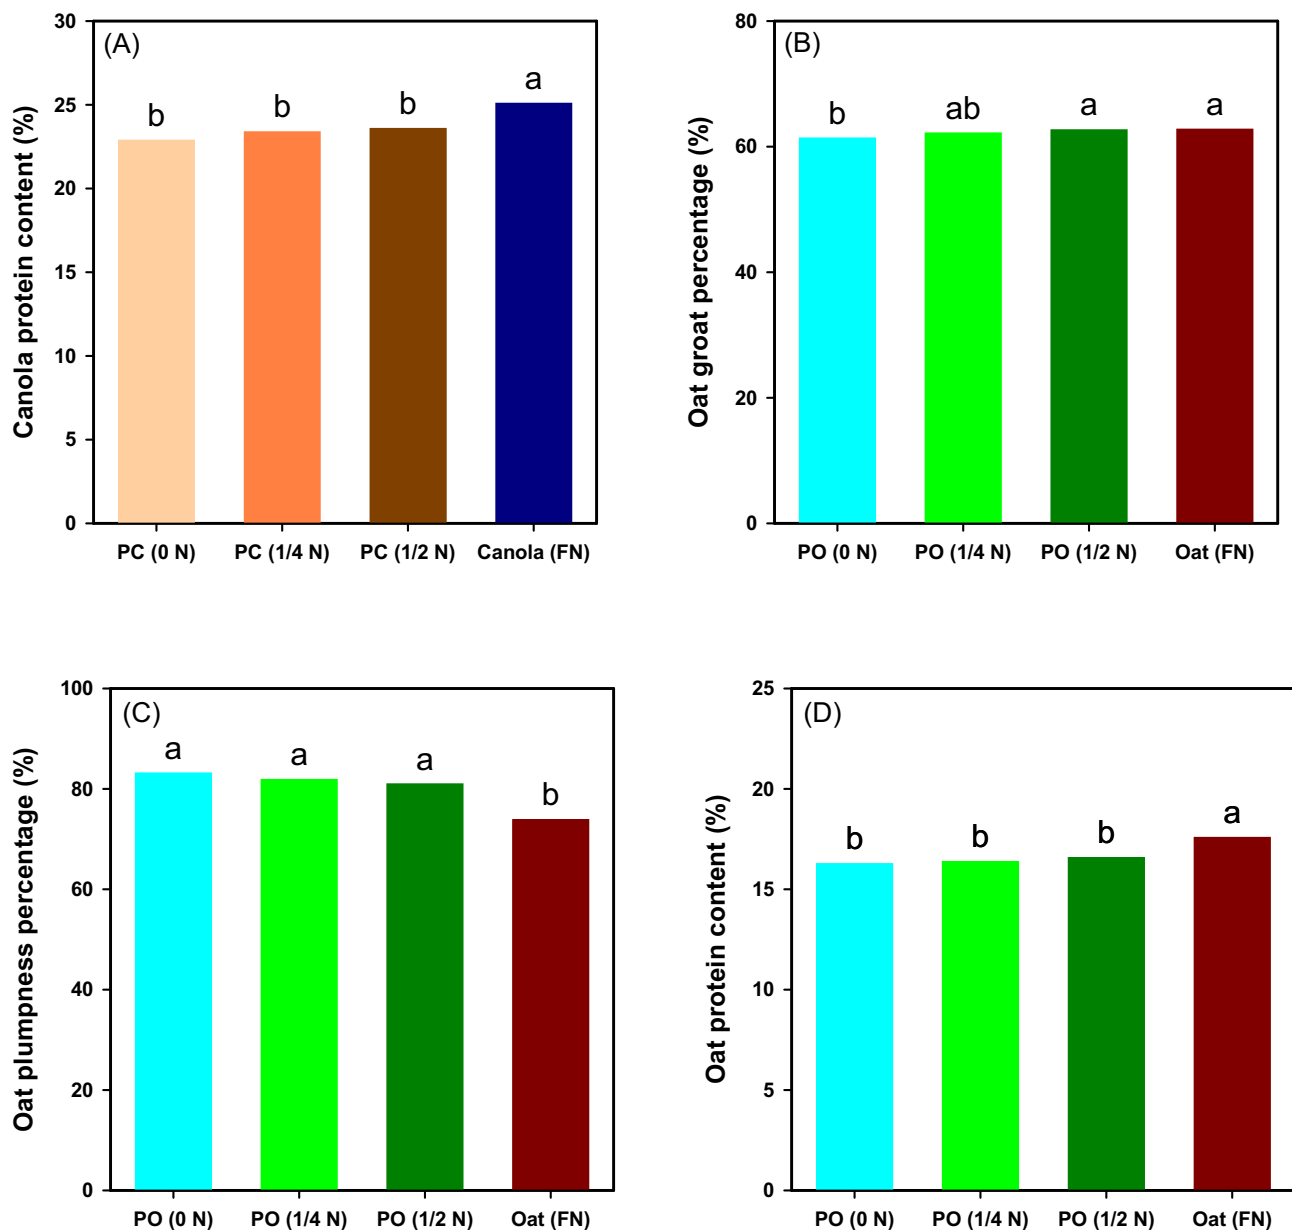 (A)
Canola protein content (%)
30
25
20
15
10
5
0
b
b
b
a
PC (0 N)
PC (1/4 N)
PC (1/2 N)
Canola (FN)
(B)
Oat groat percentage (%)
80
60
40
20
0
b
ab
a
a
PO (0 N)
PO (1/4 N)
PO (1/2 N)
Oat (FN)
(C)
Oat plumpness percentage (%)
100
80
60
40
20
0
a
a
a
b
PO (0 N)
PO (1/4 N)
PO (1/2 N)
Oat (FN)
(D)
Oat protein content (%)
25
20
15
10
5
0
b
b
b
a
PO (0 N)
PO (1/4 N)
PO (1/2 N)
Oat (FN)